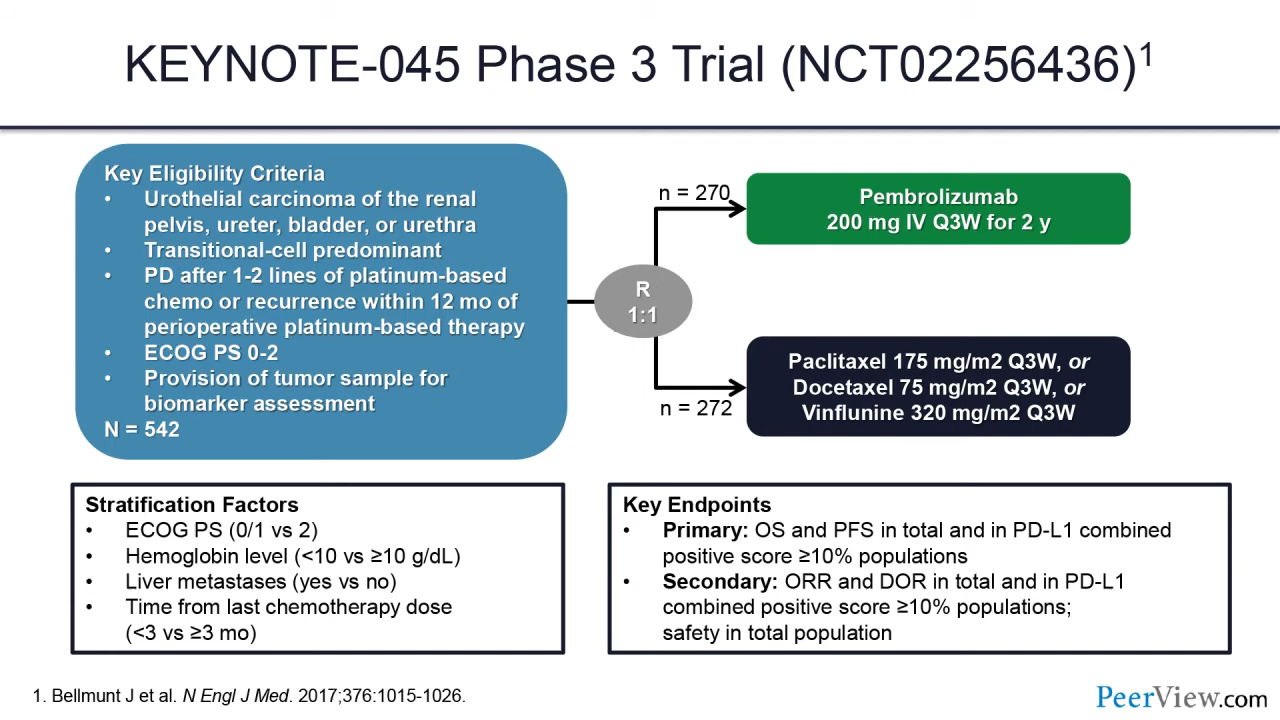 KEYNOTE-045 Phase 3 Trial (NCT02256436)1
Key Eligibility Criteria
• Urothelial carcinoma of the renal
pelvis, ureter, bladder, or urethra
• Transitional-cell predominant
• PD after 1-2 lines of platinum-based
chemo or recurrence within 12 mo of
perioperative platinum-based therapy
• ECOG PS 0-2
• Provision of tumor sample for
biomarker assessment
N = 542
R
1:1
n = 270
Pembrolizumab
200 mg IV Q3W for 2 y
n = 272
Paclitaxel 175 mg/m2 Q3W, or
Docetaxel 75 mg/m2 Q3W, or
Vinflunine 320 mg/m2 Q3W
Stratification Factors
• ECOG PS (0/1 vs 2)
• Hemoglobin level (<10 vs ≥10 g/dL)
• Liver metastases (yes vs no)
• Time from last chemotherapy dose
(<3 vs ≥3 mo)
Key Endpoints
• Primary: OS and PFS in total and in PD-L1 combined
positive score ≥10% populations
• Secondary: ORR and DOR in total and in PD-L1
combined positive score ≥10% populations;
safety in total population
1. Bellmunt J et al. N Engl J Med. 2017;376:1015-1026.
PeerView.com